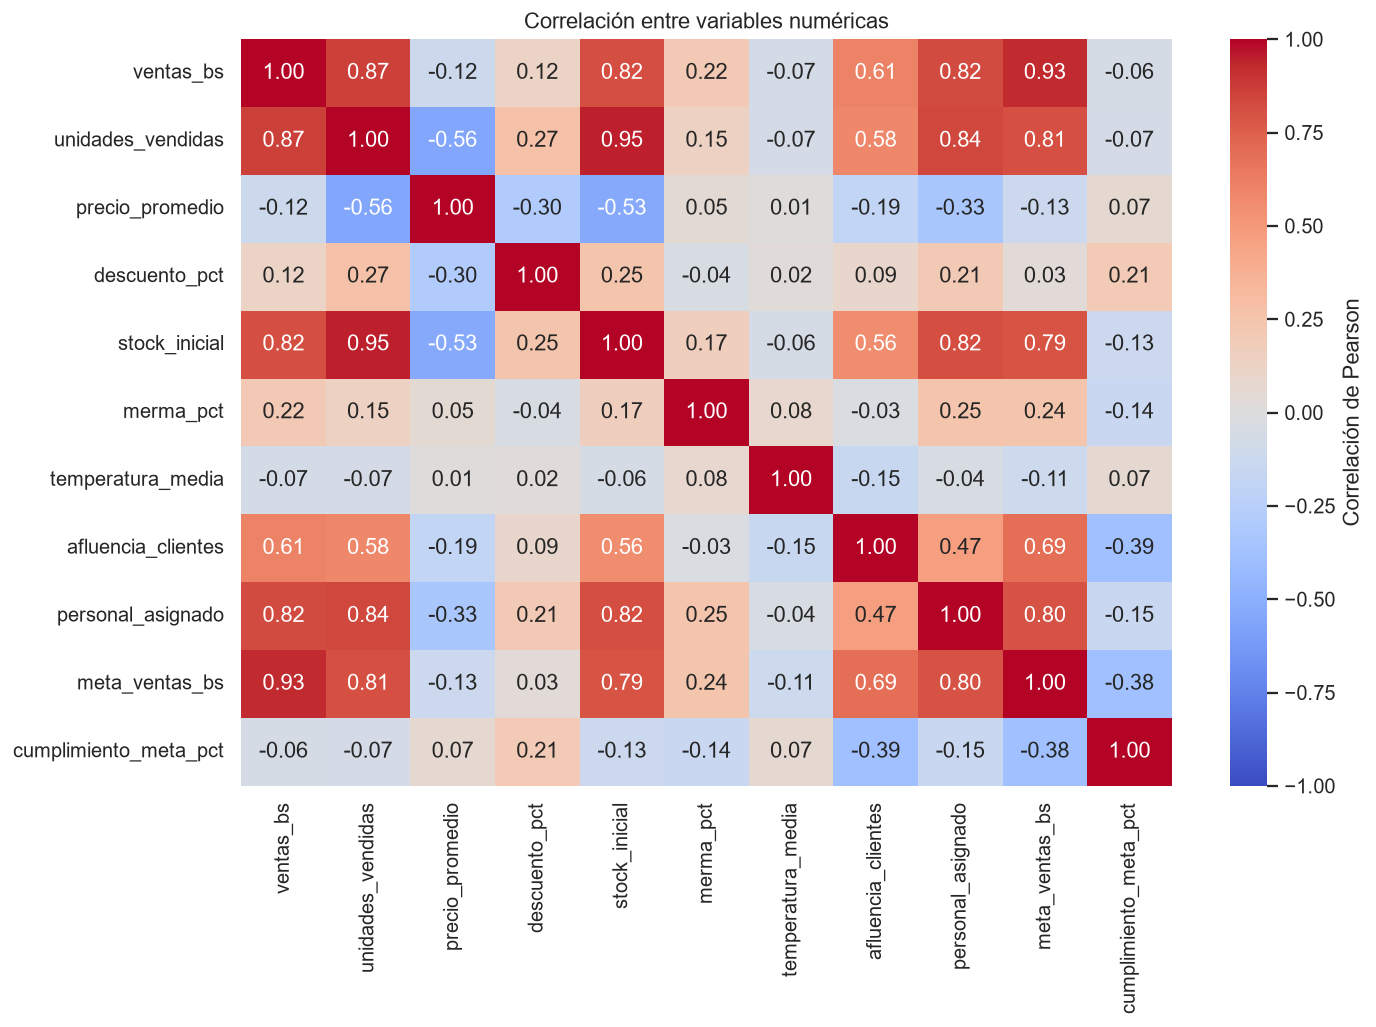 Correlación entre variables numéricas
ventas_bs 1.00 0.87 -0.12 0.12 0.82 0.22 -0.07 0.61 0.82 0.93 -0.06
unidades_vendidas 0.87 1.00 -0.56 0.27 0.95 0.15 -0.07 0.58 0.84 0.81 -0.07
precio_promedio -0.12 -0.56 1.00 -0.30 -0.53 0.05 0.01 -0.19 -0.33 -0.13 0.07
descuento_pct 0.12 0.27 -0.30 1.00 0.25 -0.04 0.02 0.09 0.21 0.03 0.21
stock_inicial 0.82 0.95 -0.53 0.25 1.00 0.17 -0.06 0.56 0.82 0.79 -0.13
merma_pct 0.22 0.15 0.05 -0.04 0.17 1.00 0.08 -0.03 0.25 0.24 -0.14
temperatura_media -0.07 -0.07 0.01 0.02 -0.06 0.08 1.00 -0.15 -0.04 -0.11 0.07
afluencia_clientes 0.61 0.58 -0.19 0.09 0.56 -0.03 -0.15 1.00 0.47 0.69 -0.39
personal_asignado 0.82 0.84 -0.33 0.21 0.82 0.25 -0.04 0.47 1.00 0.80 -0.15
meta_ventas_bs 0.93 0.81 -0.13 0.03 0.79 0.24 -0.11 0.69 0.80 1.00 -0.38
cumplimiento_meta_pct -0.06 -0.07 0.07 0.21 -0.13 -0.14 0.07 -0.39 -0.15 -0.38 1.00
ventas_bs
unidades_vendidas
precio_promedio
descuento_pct
stock_inicial
merma_pct
temperatura_media
afluencia_clientes
personal_asignado
meta_ventas_bs
cumplimiento_meta_pct
1.00
0.75
0.50
0.25
0.00
−0.25
−0.50
−0.75
−1.00
Correlación de Pearson